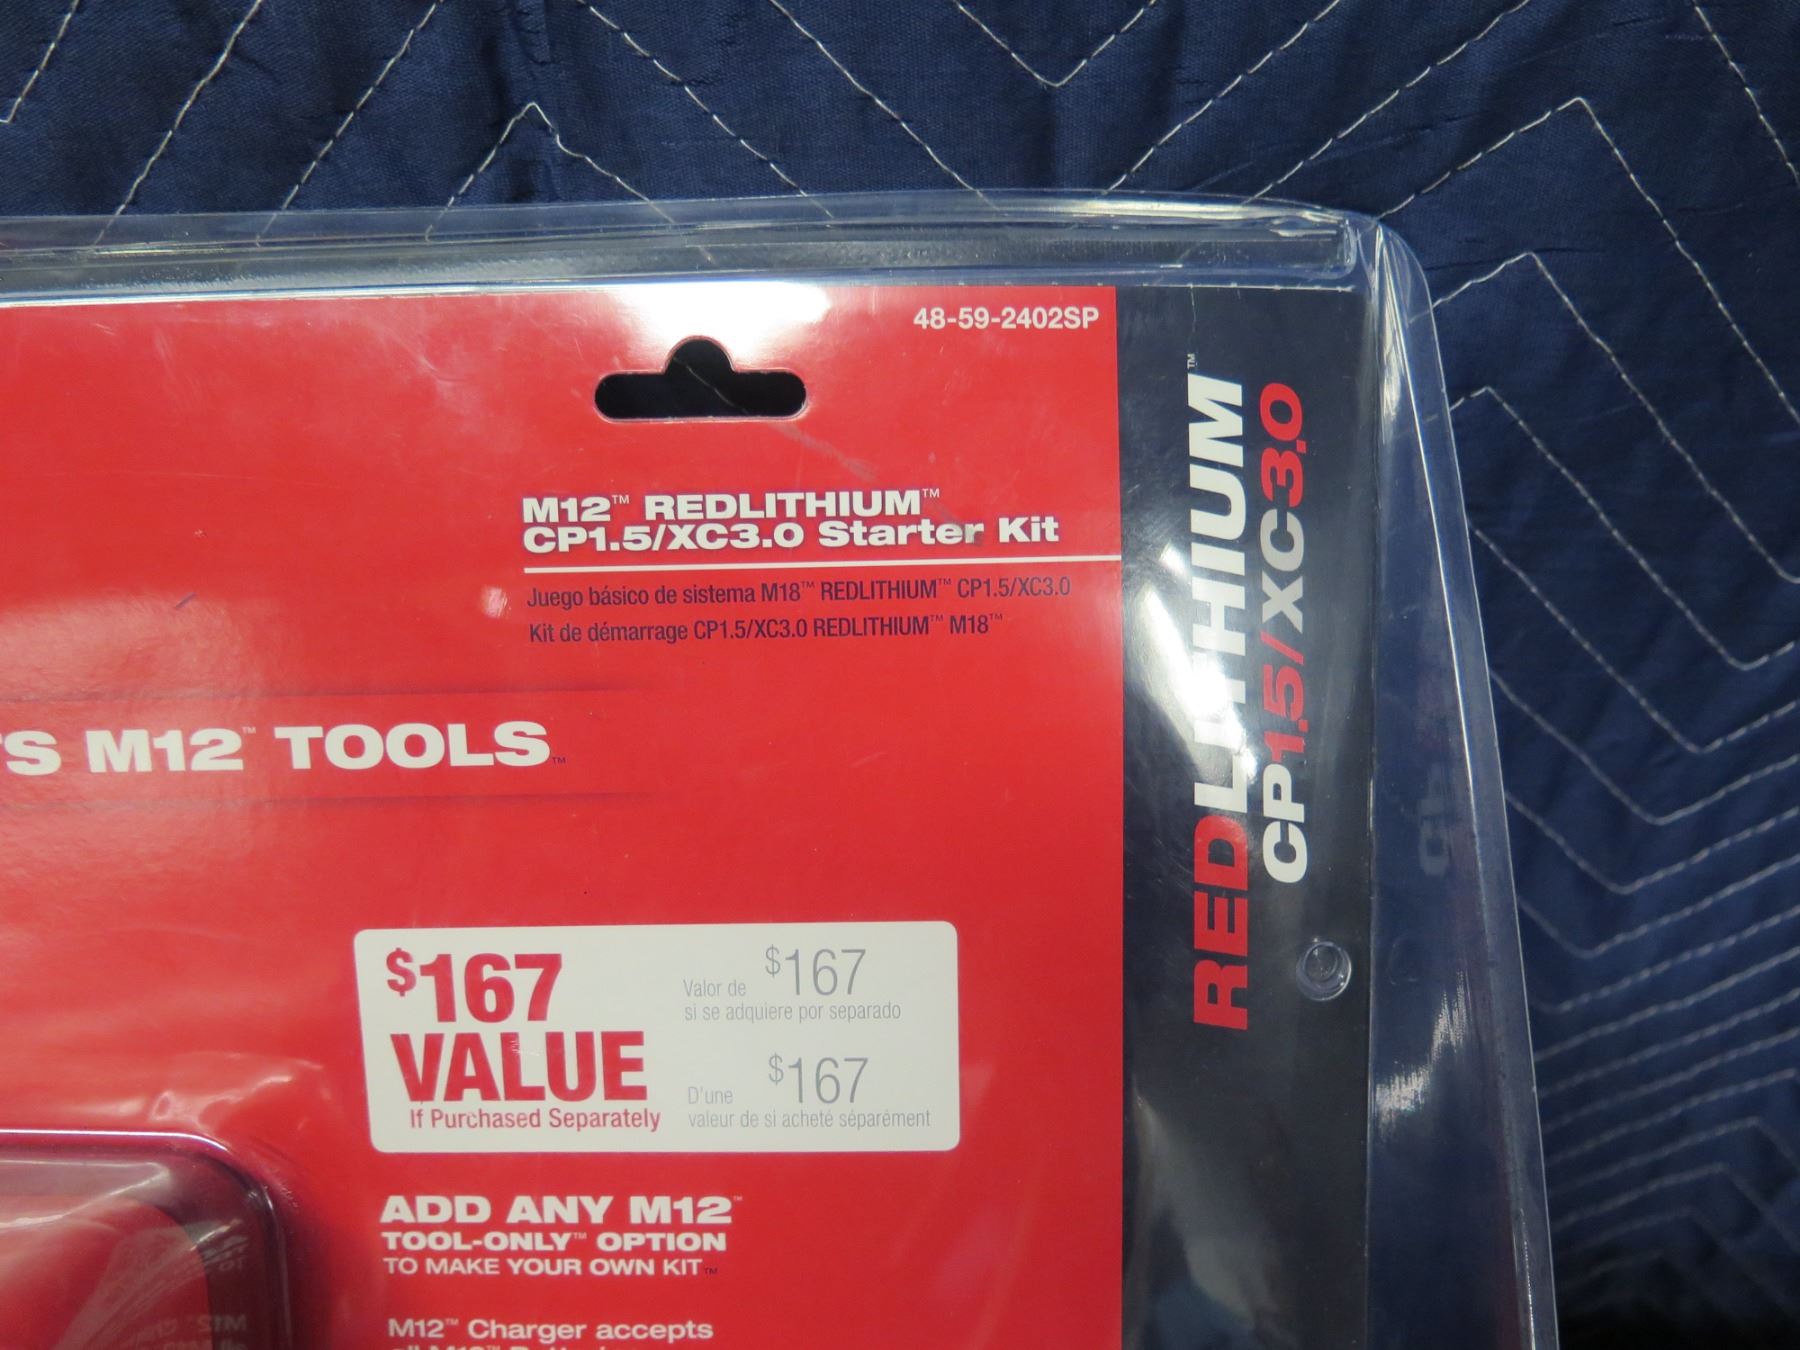 48-59-2402SP
M12™ REDLITHIUM™
CP1.5/XC3.0 Starter Kit
Juego básico de sistema M18™ REDLITHIUM™ CP1.5/XC3.0
Kit de démarrage CP1.5/XC3.0 REDLITHIUM™ M18™
REDLITHIUM™
CP1.5/XC3.0
M12™ TOOLS™
$167
VALUE
If Purchased Separately
Valor de $167
si se adquiere por separado
D'une $167
valeur de si acheté séparément
ADD ANY M12™
TOOL-ONLY™ OPTION
TO MAKE YOUR OWN KIT™
M12™ Charger accepts